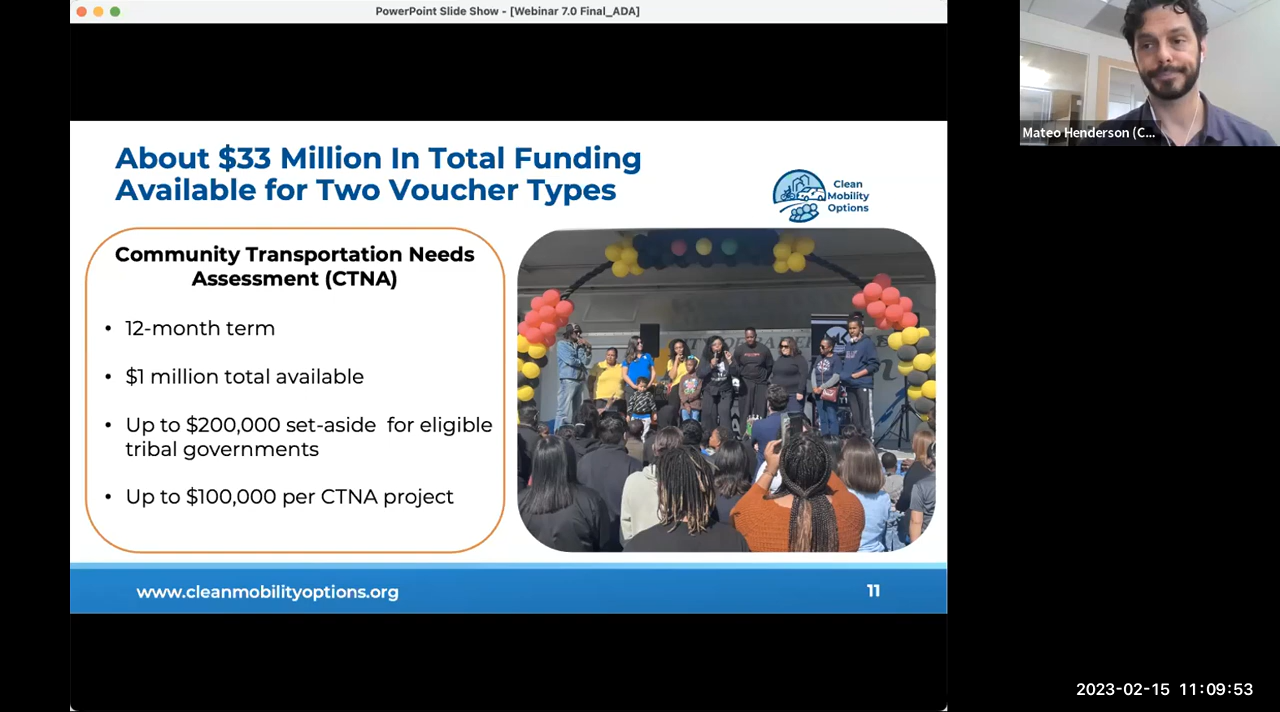 PowerPoint Slide Show - [Webinar 7.0 Final_ADA]
Mateo Henderson (C...
About $33 Million In Total Funding
Available for Two Voucher Types
Clean
Mobility
Options
Community Transportation Needs
Assessment (CTNA)
• 12-month term
• $1 million total available
• Up to $200,000 set-aside for eligible
tribal governments
• Up to $100,000 per CTNA project
www.cleanmobilityoptions.org
11
2023-02-15 11:09:53